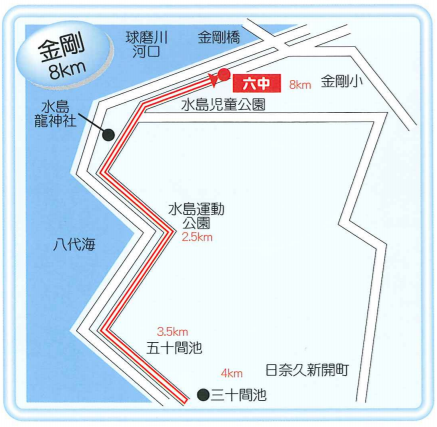 金剛
8km
球磨川
河口
金剛橋
六中
8km
金剛小
水島児童公園
水島
龍神社
水島運動
公園
2.5km
八代海
3.5km
五十間池
4km
日奈久新開町
三十間池